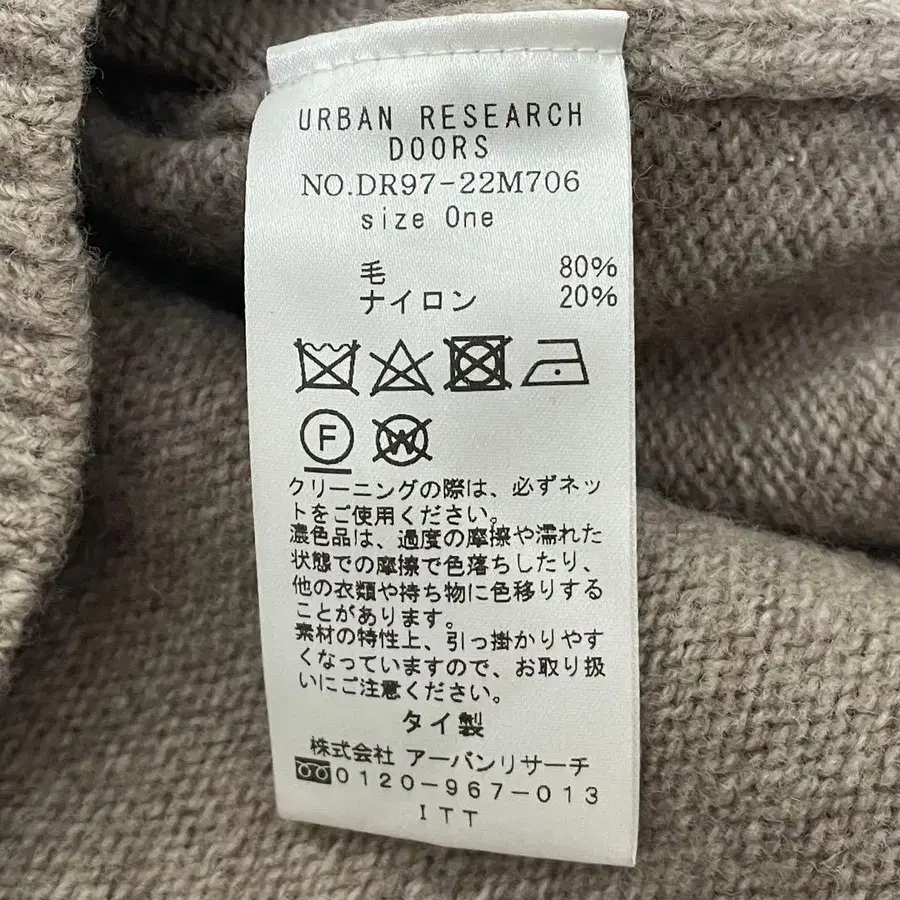 URBAN RESEARCH
DOORS
NO.DR97-22M706
size One
毛 80%
ナイロン 20%
F
W
クリーニングの際は、必ずネッ
トをご使用ください。
濃色品は、過度の摩擦や濡れた
状態での摩擦で色落ちしたり、
他の衣類や持ち物に色移りする
ことがあります。
素材の特性上、引っ掛かりやす
くなっていますので、お取り扱
いにご注意ください。
タイ製
株式会社 アーバンリサーチ
0120-967-013
ITT